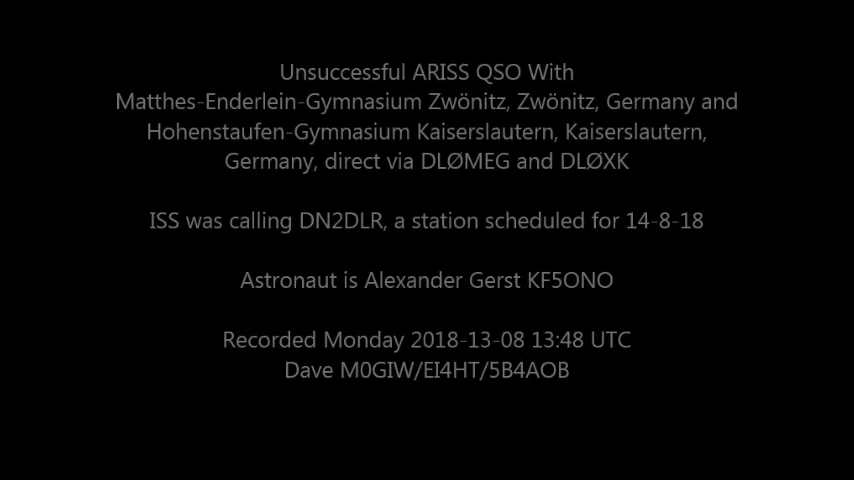 Unsuccessful ARISS QSO With
Matthes-Enderlein-Gymnasium Zwönitz, Zwönitz, Germany and
Hohenstaufen-Gymnasium Kaiserslautern, Kaiserslautern,
Germany, direct via DLØMEG and DLØXK
ISS was calling DN2DLR, a station scheduled for 14-8-18
Astronaut is Alexander Gerst KF5ONO
Recorded Monday 2018-13-08 13:48 UTC
Dave M0GIW/EI4HT/5B4AOB